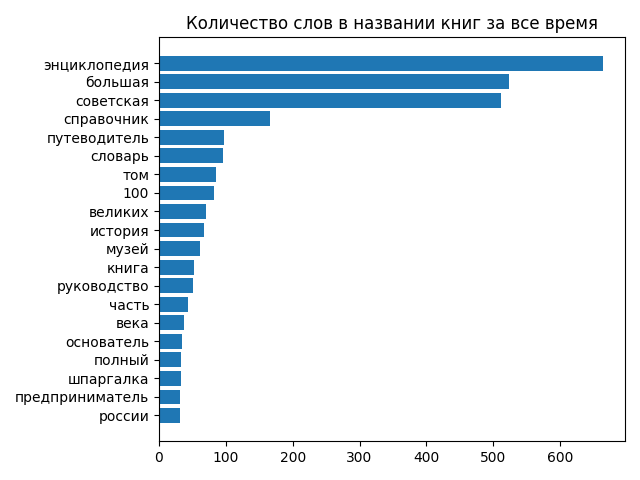 Количество слов в названии книг за все время
энциклопедия
большая
советская
справочник
путеводитель
словарь
том
100
великих
история
музей
книга
руководство
часть
века
основатель
полный
шпаргалка
предприниматель
россии
0 100 200 300 400 500 600